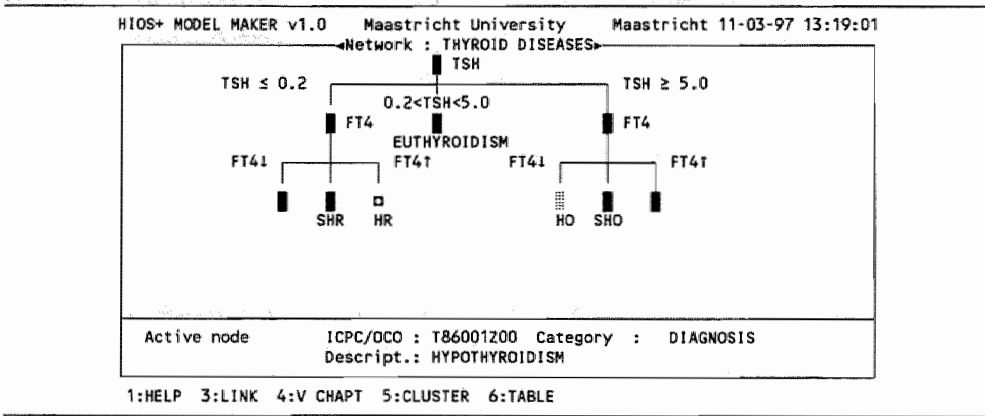 HIOS+ MODEL MAKER v1.0 Maastricht University Maastricht 11-03-97 13:19:01
Network : THYROID DISEASES
TSH
TSH ≤ 0.2 TSH ≥ 5.0
0.2<TSH<5.0
FT4 FT4
EUTHYROIDISM
FT4↓ FT4↑ FT4↓ FT4↑
SHR HR HO SHO
Active node ICPC/OCO : T86001Z00 Category : DIAGNOSIS
Descript.: HYPOTHYROIDISM
1:HELP 3:LINK 4:V CHAPT 5:CLUSTER 6:TABLE